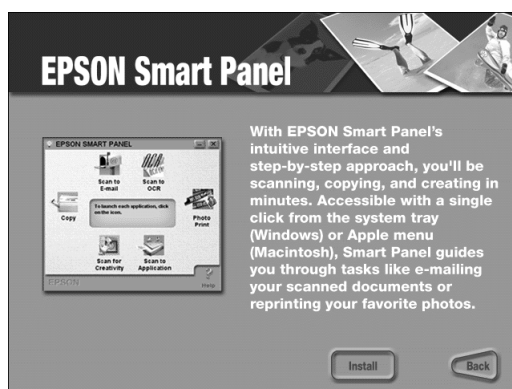 EPSON Smart Panel
EPSON SMART PANEL
Scan to
E-mail
Scan to
OCR
Copy
To launch each application, click
on the icon.
Photo
Print
Scan for
Creativity
Scan to
Application
EPSON
Help
With EPSON Smart Panel's
intuitive interface and
step-by-step approach, you'll be
scanning, copying, and creating in
minutes. Accessible with a single
click from the system tray
(Windows) or Apple menu
(Macintosh), Smart Panel guides
you through tasks like e-mailing
your scanned documents or
reprinting your favorite photos.
Install
Back